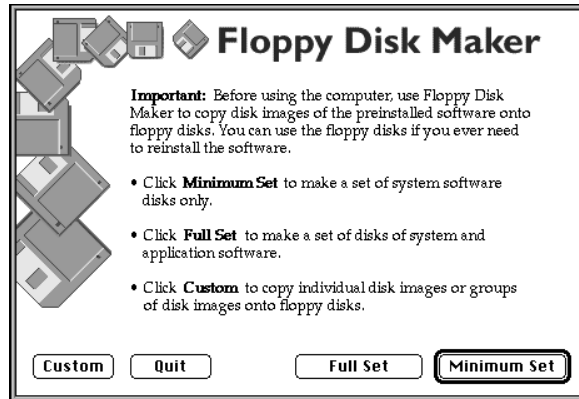 Floppy Disk Maker
Important: Before using the computer, use Floppy Disk
Maker to copy disk images of the preinstalled software onto
floppy disks. You can use the floppy disks if you ever need
to reinstall the software.
• Click Minimum Set to make a set of system software
disks only.
• Click Full Set to make a set of disks of system and
application software.
• Click Custom to copy individual disk images or groups
of disk images onto floppy disks.
Custom Quit Full Set Minimum Set